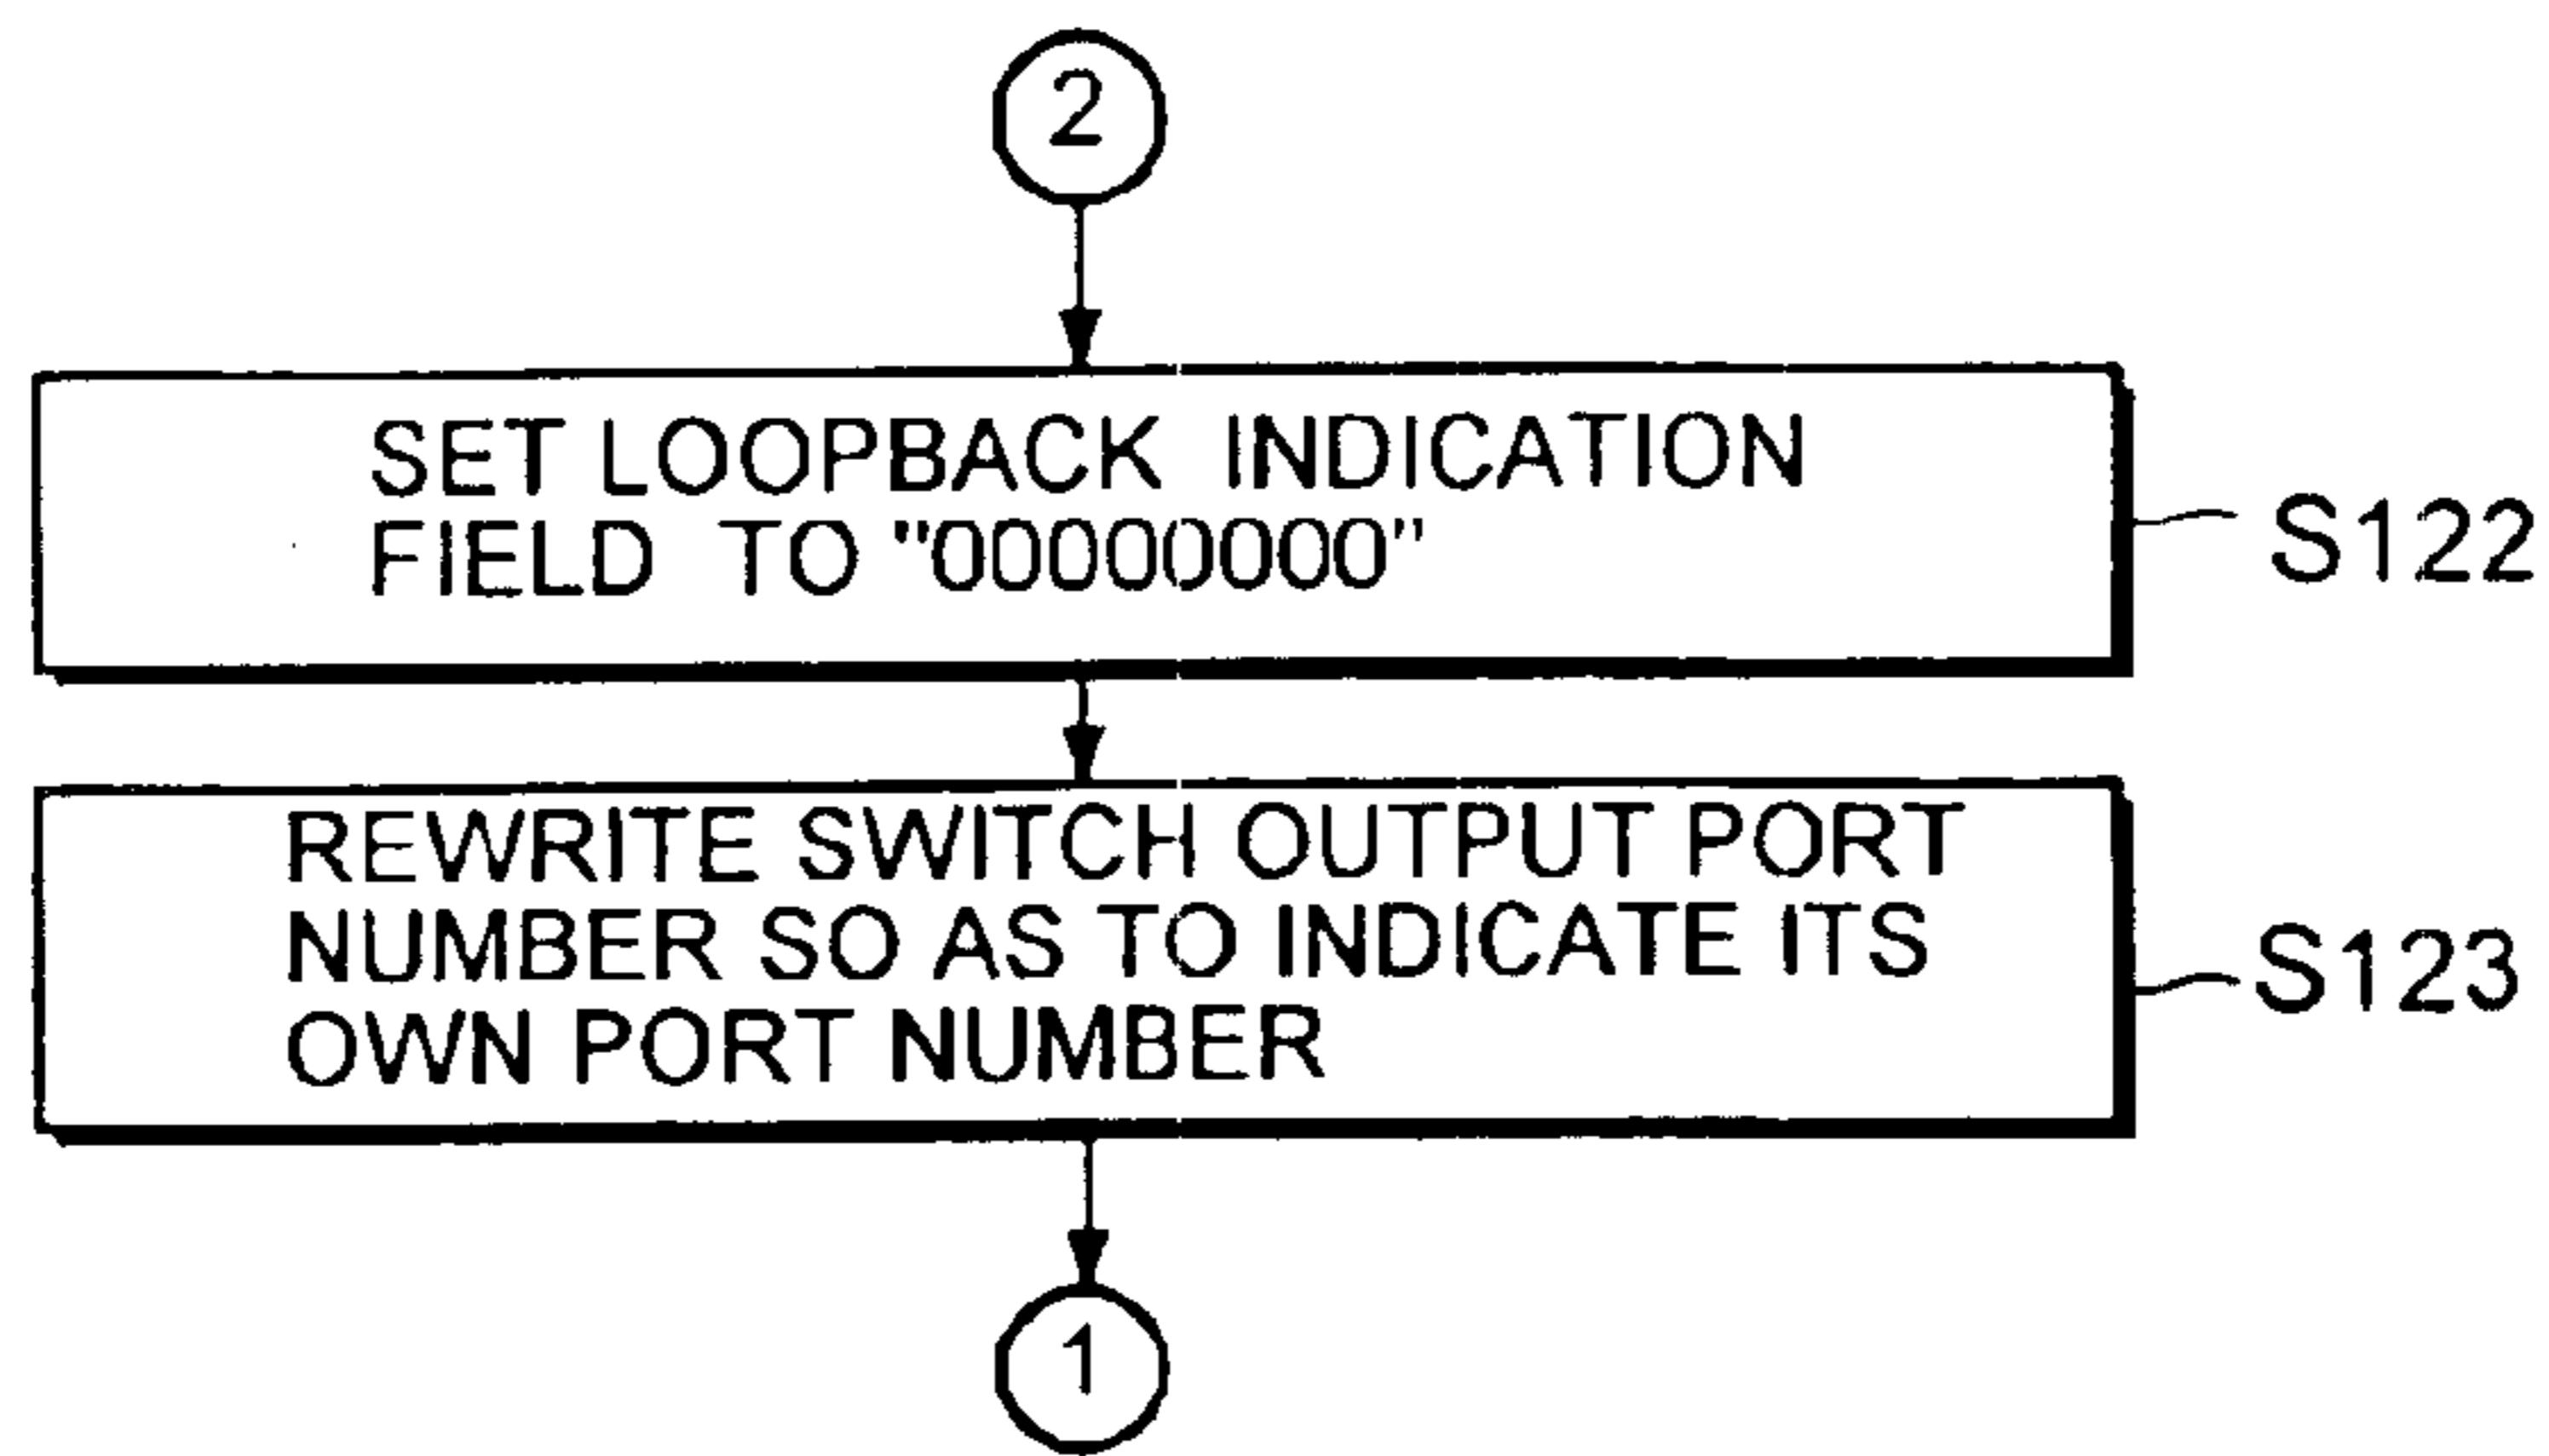 2
SET LOOPBACK INDICATION
FIELD TO "00000000"
S122
REWRITE SWITCH OUTPUT PORT
NUMBER SO AS TO INDICATE ITS
OWN PORT NUMBER
S123
1